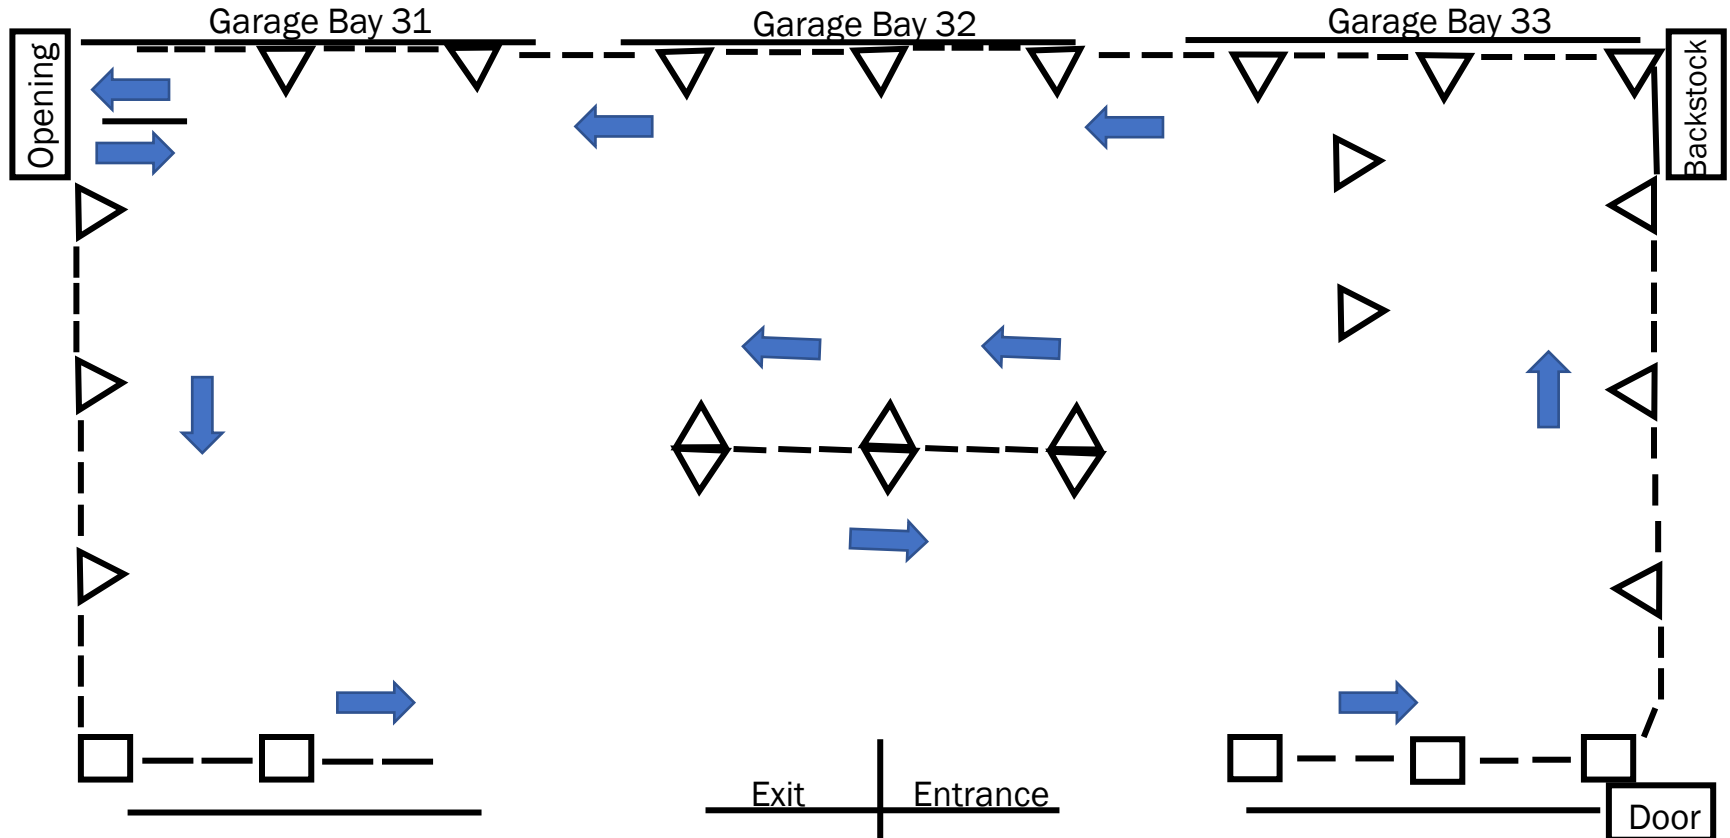 Garage Bay 31
Garage Bay 32
Garage Bay 33
Opening
Backstock
Exit
Entrance
Door